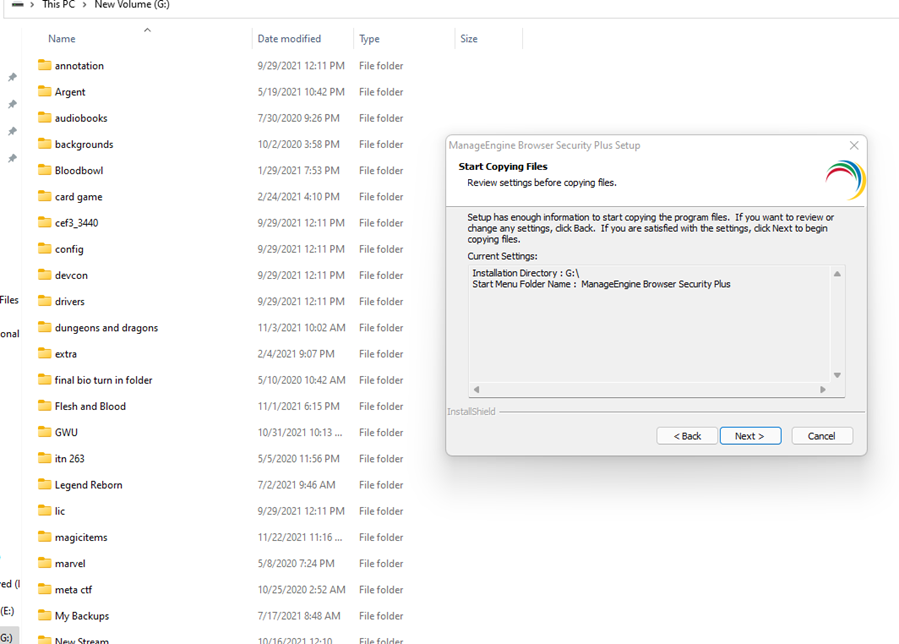 This PC > New Volume (G:)
Name Date modified Type Size
annotation 9/29/2021 12:11 PM File folder
Argent 5/19/2021 10:42 PM File folder
audiobooks 7/30/2020 9:26 PM File folder
backgrounds 10/2/2020 3:58 PM File folder
Bloodbowl 1/29/2021 7:53 PM File folder
card game 2/24/2021 4:10 PM File folder
cef3_3440 9/29/2021 12:11 PM File folder
config 9/29/2021 12:11 PM File folder
devcon 9/29/2021 12:11 PM File folder
Files
drivers 9/29/2021 12:11 PM File folder
onal
dungeons and dragons 11/3/2021 10:02 AM File folder
extra 2/4/2021 9:07 PM File folder
final bio turn in folder 5/10/2020 10:42 AM File folder
Flesh and Blood 11/1/2021 6:15 PM File folder
GWU 10/31/2021 10:13 ... File folder
itn 263 5/5/2020 11:56 PM File folder
Legend Reborn 7/2/2021 9:46 AM File folder
lic 9/29/2021 12:11 PM File folder
magicitems 11/22/2021 11:16 ... File folder
marvel 5/8/2020 7:24 PM File folder
ved (I
meta ctf 10/25/2020 2:52 AM File folder
(E:)
My Backups 7/17/2021 8:48 AM File folder
G:)
New Stream 10/16/2021 12:10 File folder
ManageEngine Browser Security Plus Setup
Start Copying Files
Review settings before copying files.
Setup has enough information to start copying the program files. If you want to review or
change any settings, click Back. If you are satisfied with the settings, click Next to begin
copying files.
Current Settings:
Installation Directory : G:\
Start Menu Folder Name : ManageEngine Browser Security Plus
InstallShield
< Back Next > Cancel